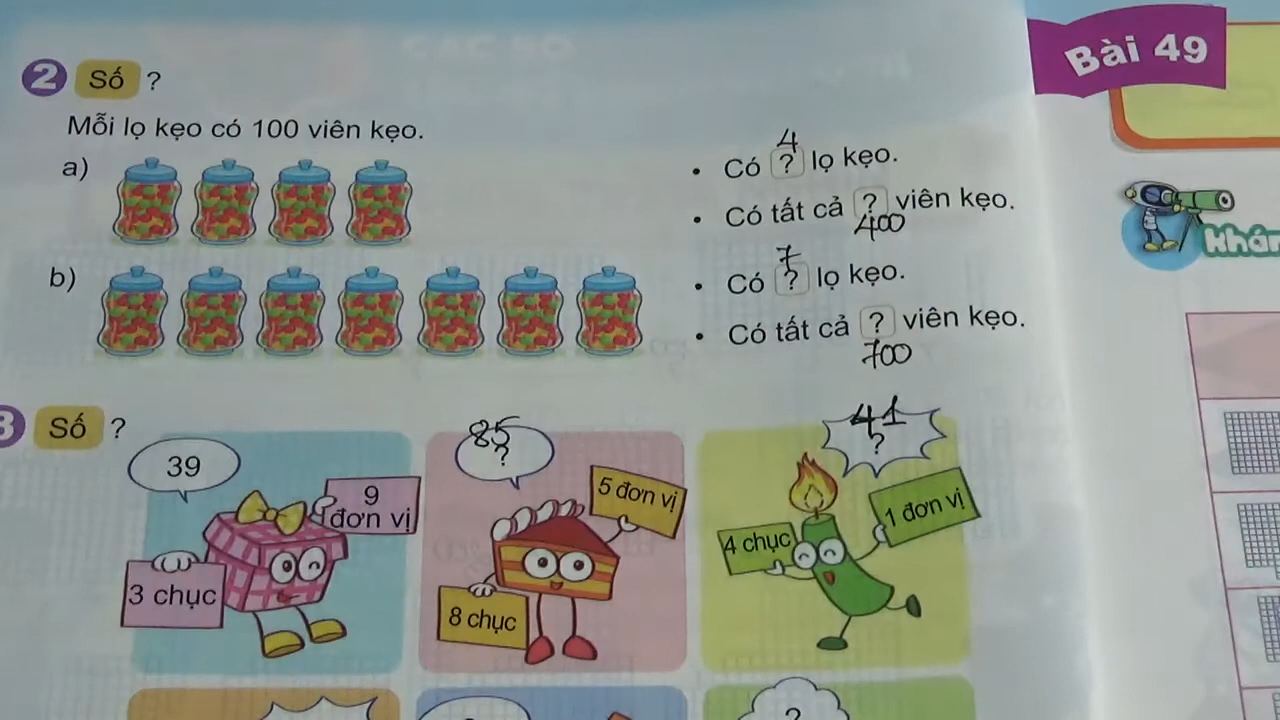 2 Số ?
Mỗi lọ kẹo có 100 viên kẹo.
a)
4
• Có ? lọ kẹo.
• Có tất cả ? viên kẹo.
400
b)
7
• Có ? lọ kẹo.
• Có tất cả ? viên kẹo.
700
3 Số ?
39
9
đơn vị
3 chục
85
?
5 đơn vị
8 chục
41
?
4 chục
1 đơn vị
?
Bài 49